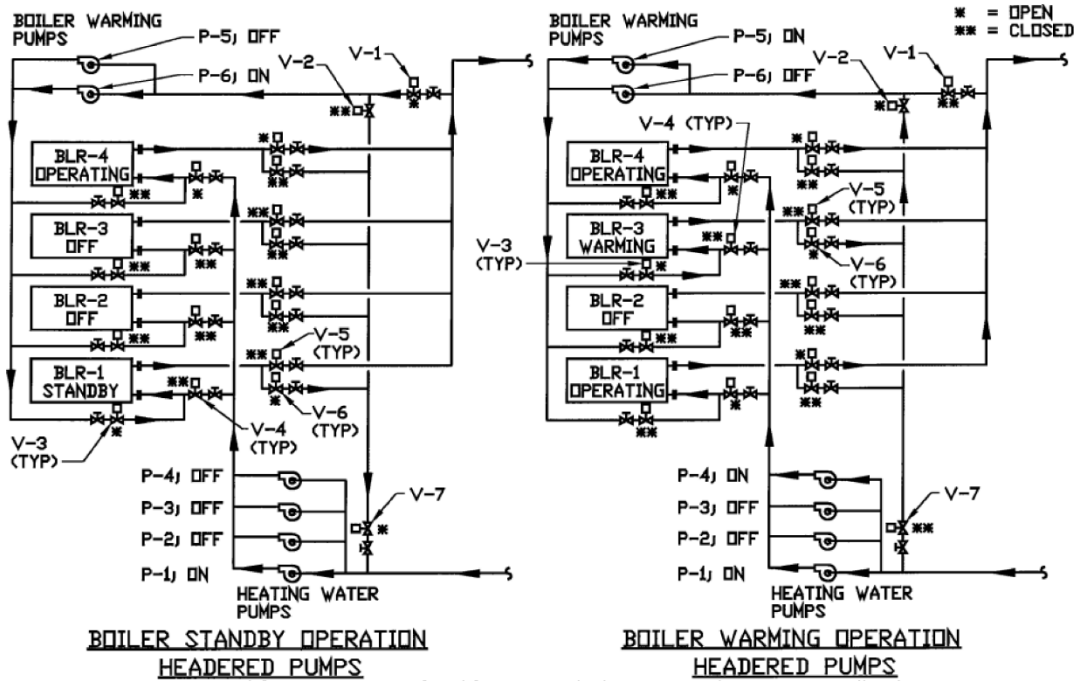 BOILER WARMING
PUMPS
P-5; OFF
P-6; ON
V-2
V-1
**
*
BLR-4
OPERATING
*
**
**
*
BLR-3
OFF
**
**
**
**
BLR-2
OFF
**
**
**
**
V-5
(TYP)
BLR-1
STANDBY
**
**
*
V-6
(TYP)
V-4
(TYP)
V-3
(TYP)
*
P-4; OFF
P-3; OFF
P-2; OFF
P-1; ON
V-7
*
HEATING WATER
PUMPS
BOILER STANDBY OPERATION
HEADERED PUMPS
* = OPEN
** = CLOSED
BOILER WARMING
PUMPS
P-5; ON
P-6; OFF
V-2
V-1
*
**
V-4 (TYP)
BLR-4
OPERATING
*
**
**
*
V-5
(TYP)
BLR-3
WARMING
**
**
*
*
V-3
(TYP)
V-6
(TYP)
BLR-2
OFF
**
**
**
**
BLR-1
OPERATING
*
**
*
**
P-4; ON
P-3; OFF
P-2; OFF
P-1; ON
V-7
**
HEATING WATER
PUMPS
BOILER WARMING OPERATION
HEADERED PUMPS